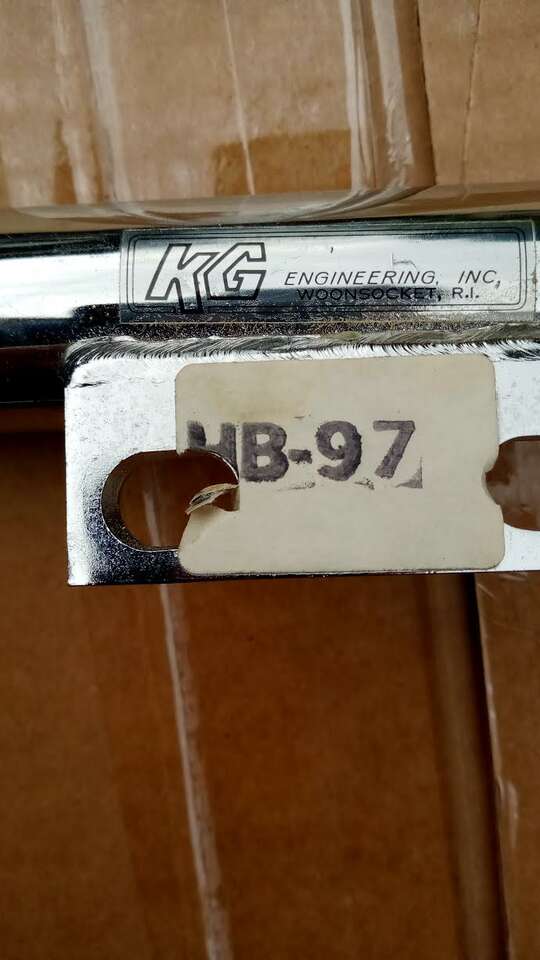 KG ENGINEERING, INC,
WOONSOCKET, R.I.
HB-97